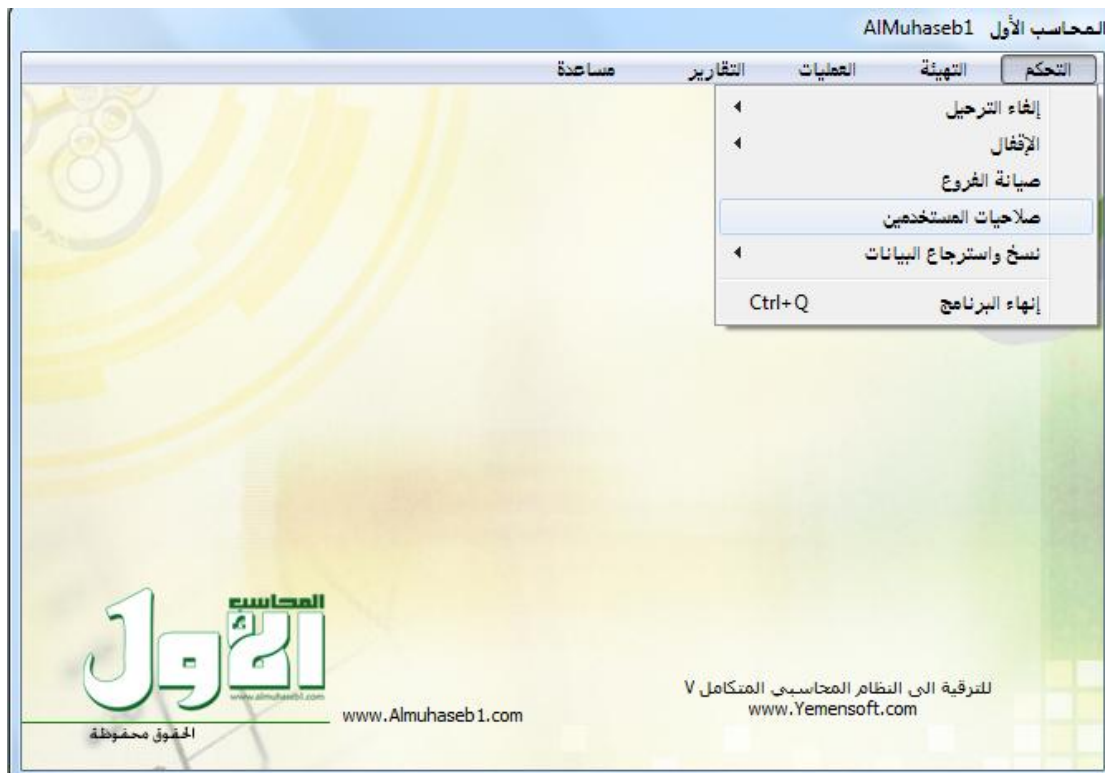 المحاسب الأول AlMuhaseb1
التحكم التهيئة العمليات التقارير مساعدة
إلغاء الترحيل
الإقفال
صيانة الفروع
صلاحيات المستخدمين
نسخ واسترجاع البيانات
إنهاء البرنامج Ctrl+Q
المحاسب
الأول
www.almuhaseb1.com
الحقوق محفوظة
www.Almuhaseb1.com
للترقية الى النظام المحاسبي المتكامل ٧
www.Yemensoft.com